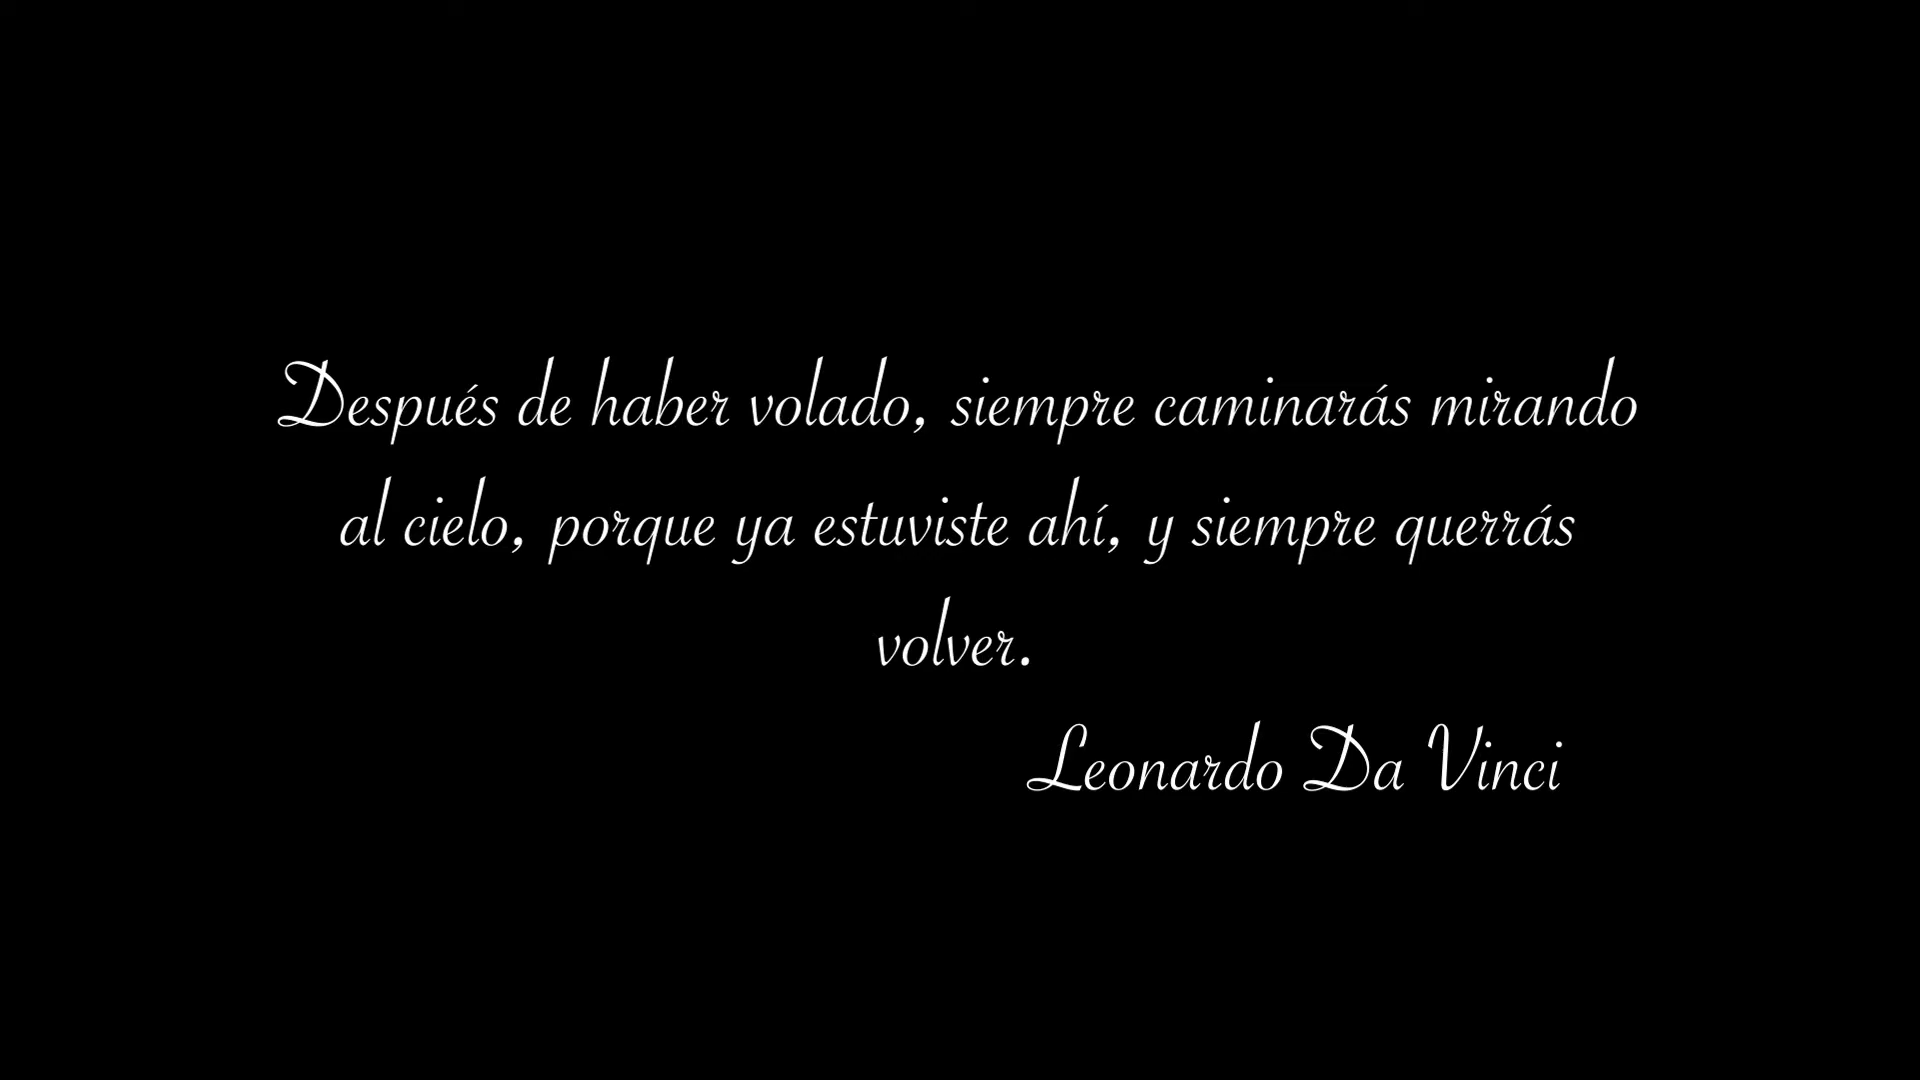 Después de haber volado, siempre caminarás mirando
al cielo, porque ya estuviste ahí, y siempre querrás
volver.
Leonardo Da Vinci